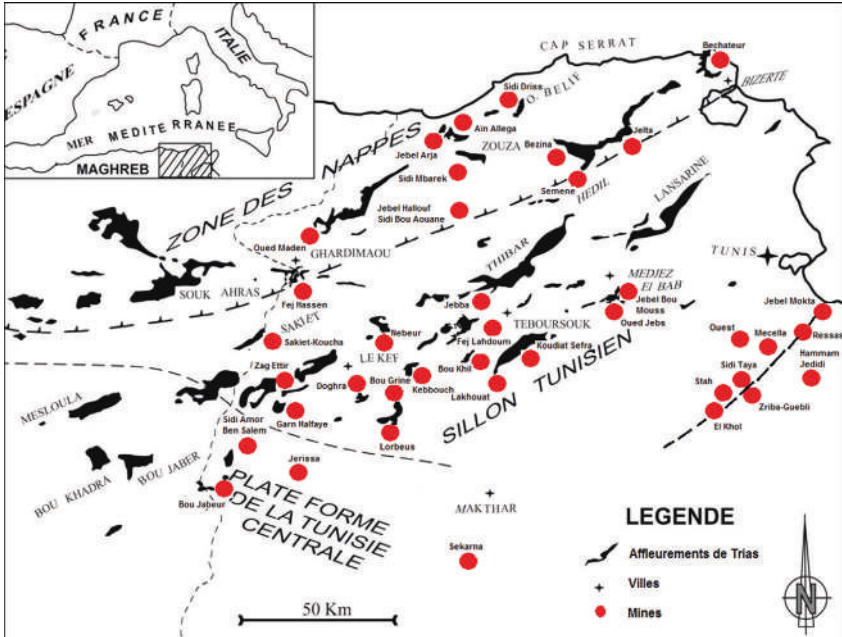 FRANCE
ITALIE
ESPAGNE
MER MEDITERRANEE
MAGHREB
CAP SERRAT
Bechateur
BIZERTE
Sidi Driss
O. BELIF
Aïn Allega
Jebel Arja
ZOUZA
Bezina
Jelta
Sidi Mbarek
Semene
HEDIL
ZONE DES NAPPES
Jebel Hallouf
Sidi Bou Aouane
LANSARINE
Oued Maden
GHARDIMAOU
THIBAR
TUNIS
SOUK AHRAS
Fej Hassen
MEDJEZ
El BAB
Jebel Bou
Mouss
Oued Jebs
Jebba
Jebel Mokta
SAKIET
Sakiet-Koucha
Nebeur
Fej Lahdoum
TEBOURSOUK
Koudiat Sefra
Ouest
Mecella
Ressas
LE KEF
Zag Ettir
Doghra
Bou Grine
Bou Khil
Kebbouch
Lakhouat
Hammam
Jedidi
Sidi Taya
Stah
Zriba-Guebli
El Khol
SILLON TUNISIEN
MESLOULA
Sidi Amor
Ben Salem
Garn Halfaye
Lorbeus
BOU KHADRA
BOU JABER
Jerissa
Bou Jabeur
PLATE FORME
DE LA TUNISIE
CENTRALE
MAKTHAR
Sekarna
LEGENDE
Affleurements de Trias
Villes
Mines
50 Km
N